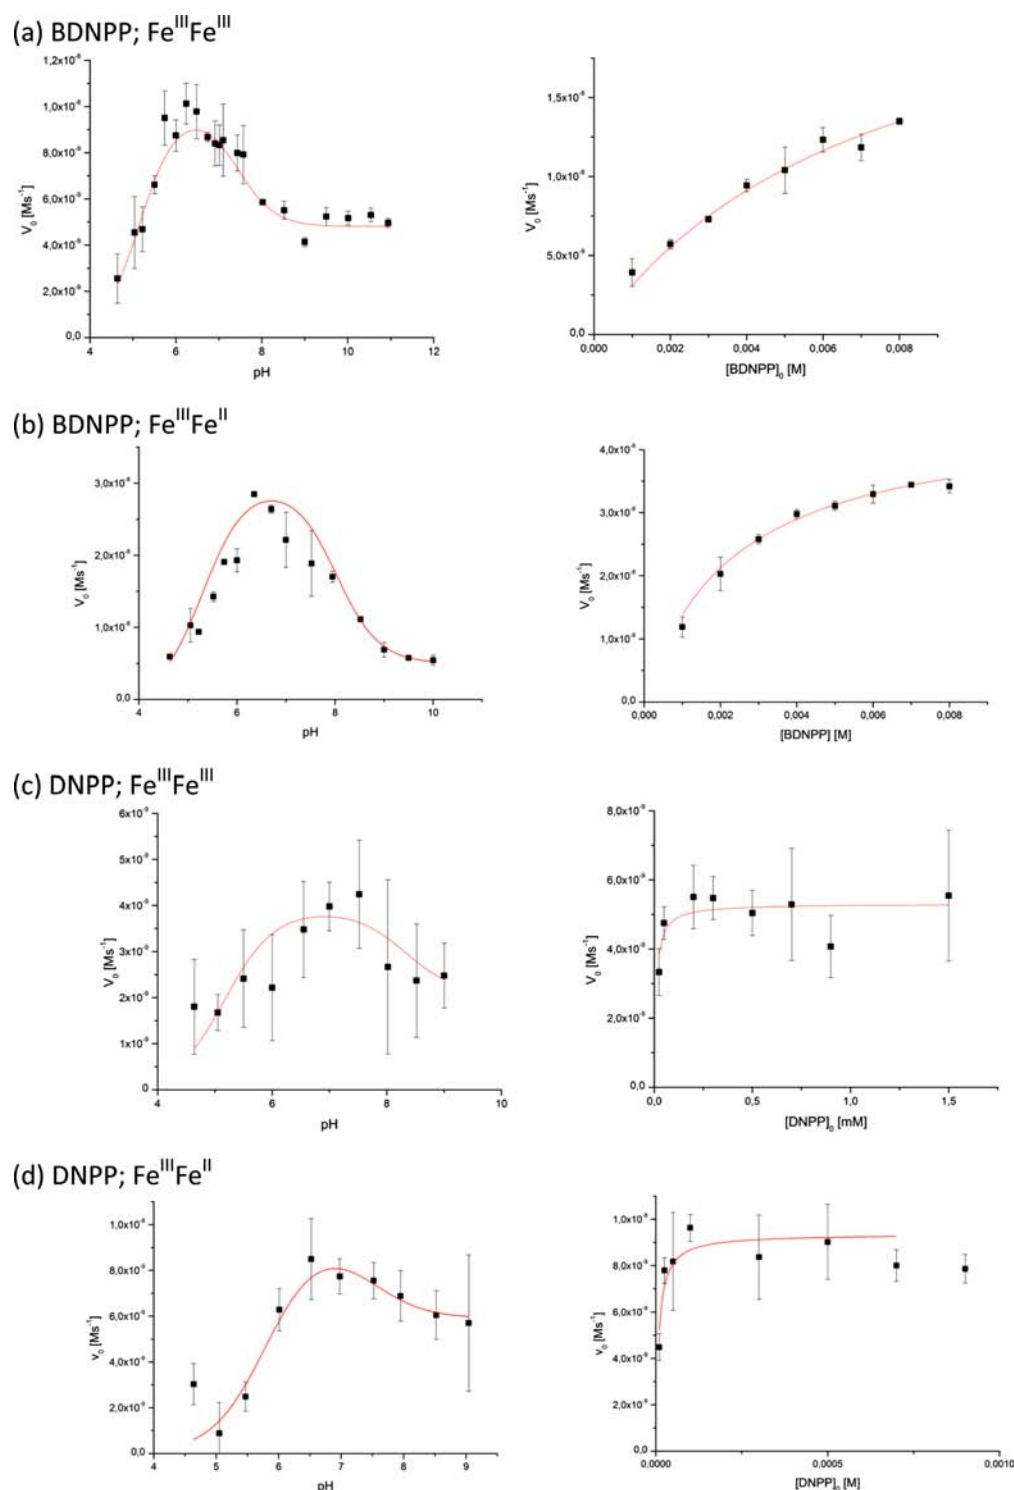 (a) BDNPP; Fe^III Fe^III
1,2x10⁻⁸
1,0x10⁻⁸
8,0x10⁻⁹
6,0x10⁻⁹
4,0x10⁻⁹
2,0x10⁻⁹
0,0
V₀ [Ms⁻¹]
4 6 8 10 12
pH
1,5x10⁻⁸
1,0x10⁻⁸
5,0x10⁻⁹
0,0
V₀ [Ms⁻¹]
0,000 0,002 0,004 0,006 0,008
[BDNPP]₀ [M]
(b) BDNPP; Fe^III Fe^II
3,0x10⁻⁸
2,0x10⁻⁸
1,0x10⁻⁸
0,0
V₀ [Ms⁻¹]
4 6 8 10
pH
4,0x10⁻⁸
3,0x10⁻⁸
2,0x10⁻⁸
1,0x10⁻⁸
0,0
V₀ [Ms⁻¹]
0,000 0,002 0,004 0,006 0,008
[BDNPP] [M]
(c) DNPP; Fe^III Fe^III
6x10⁻⁹
5x10⁻⁹
4x10⁻⁹
3x10⁻⁹
2x10⁻⁹
1x10⁻⁹
0
V₀ [Ms⁻¹]
4 6 8 10
pH
8,0x10⁻⁹
6,0x10⁻⁹
4,0x10⁻⁹
2,0x10⁻⁹
0,0
V₀ [Ms⁻¹]
0,0 0,5 1,0 1,5
[DNPP]₀ [mM]
(d) DNPP; Fe^III Fe^II
1,0x10⁻⁸
8,0x10⁻⁹
6,0x10⁻⁹
4,0x10⁻⁹
2,0x10⁻⁹
0,0
v₀ [Ms⁻¹]
4 5 6 7 8 9
pH
1,0x10⁻⁸
8,0x10⁻⁹
6,0x10⁻⁹
4,0x10⁻⁹
2,0x10⁻⁹
0,0
v₀ [Ms⁻¹]
0,0000 0,0005 0,0010
[DNPP]₀ [M]